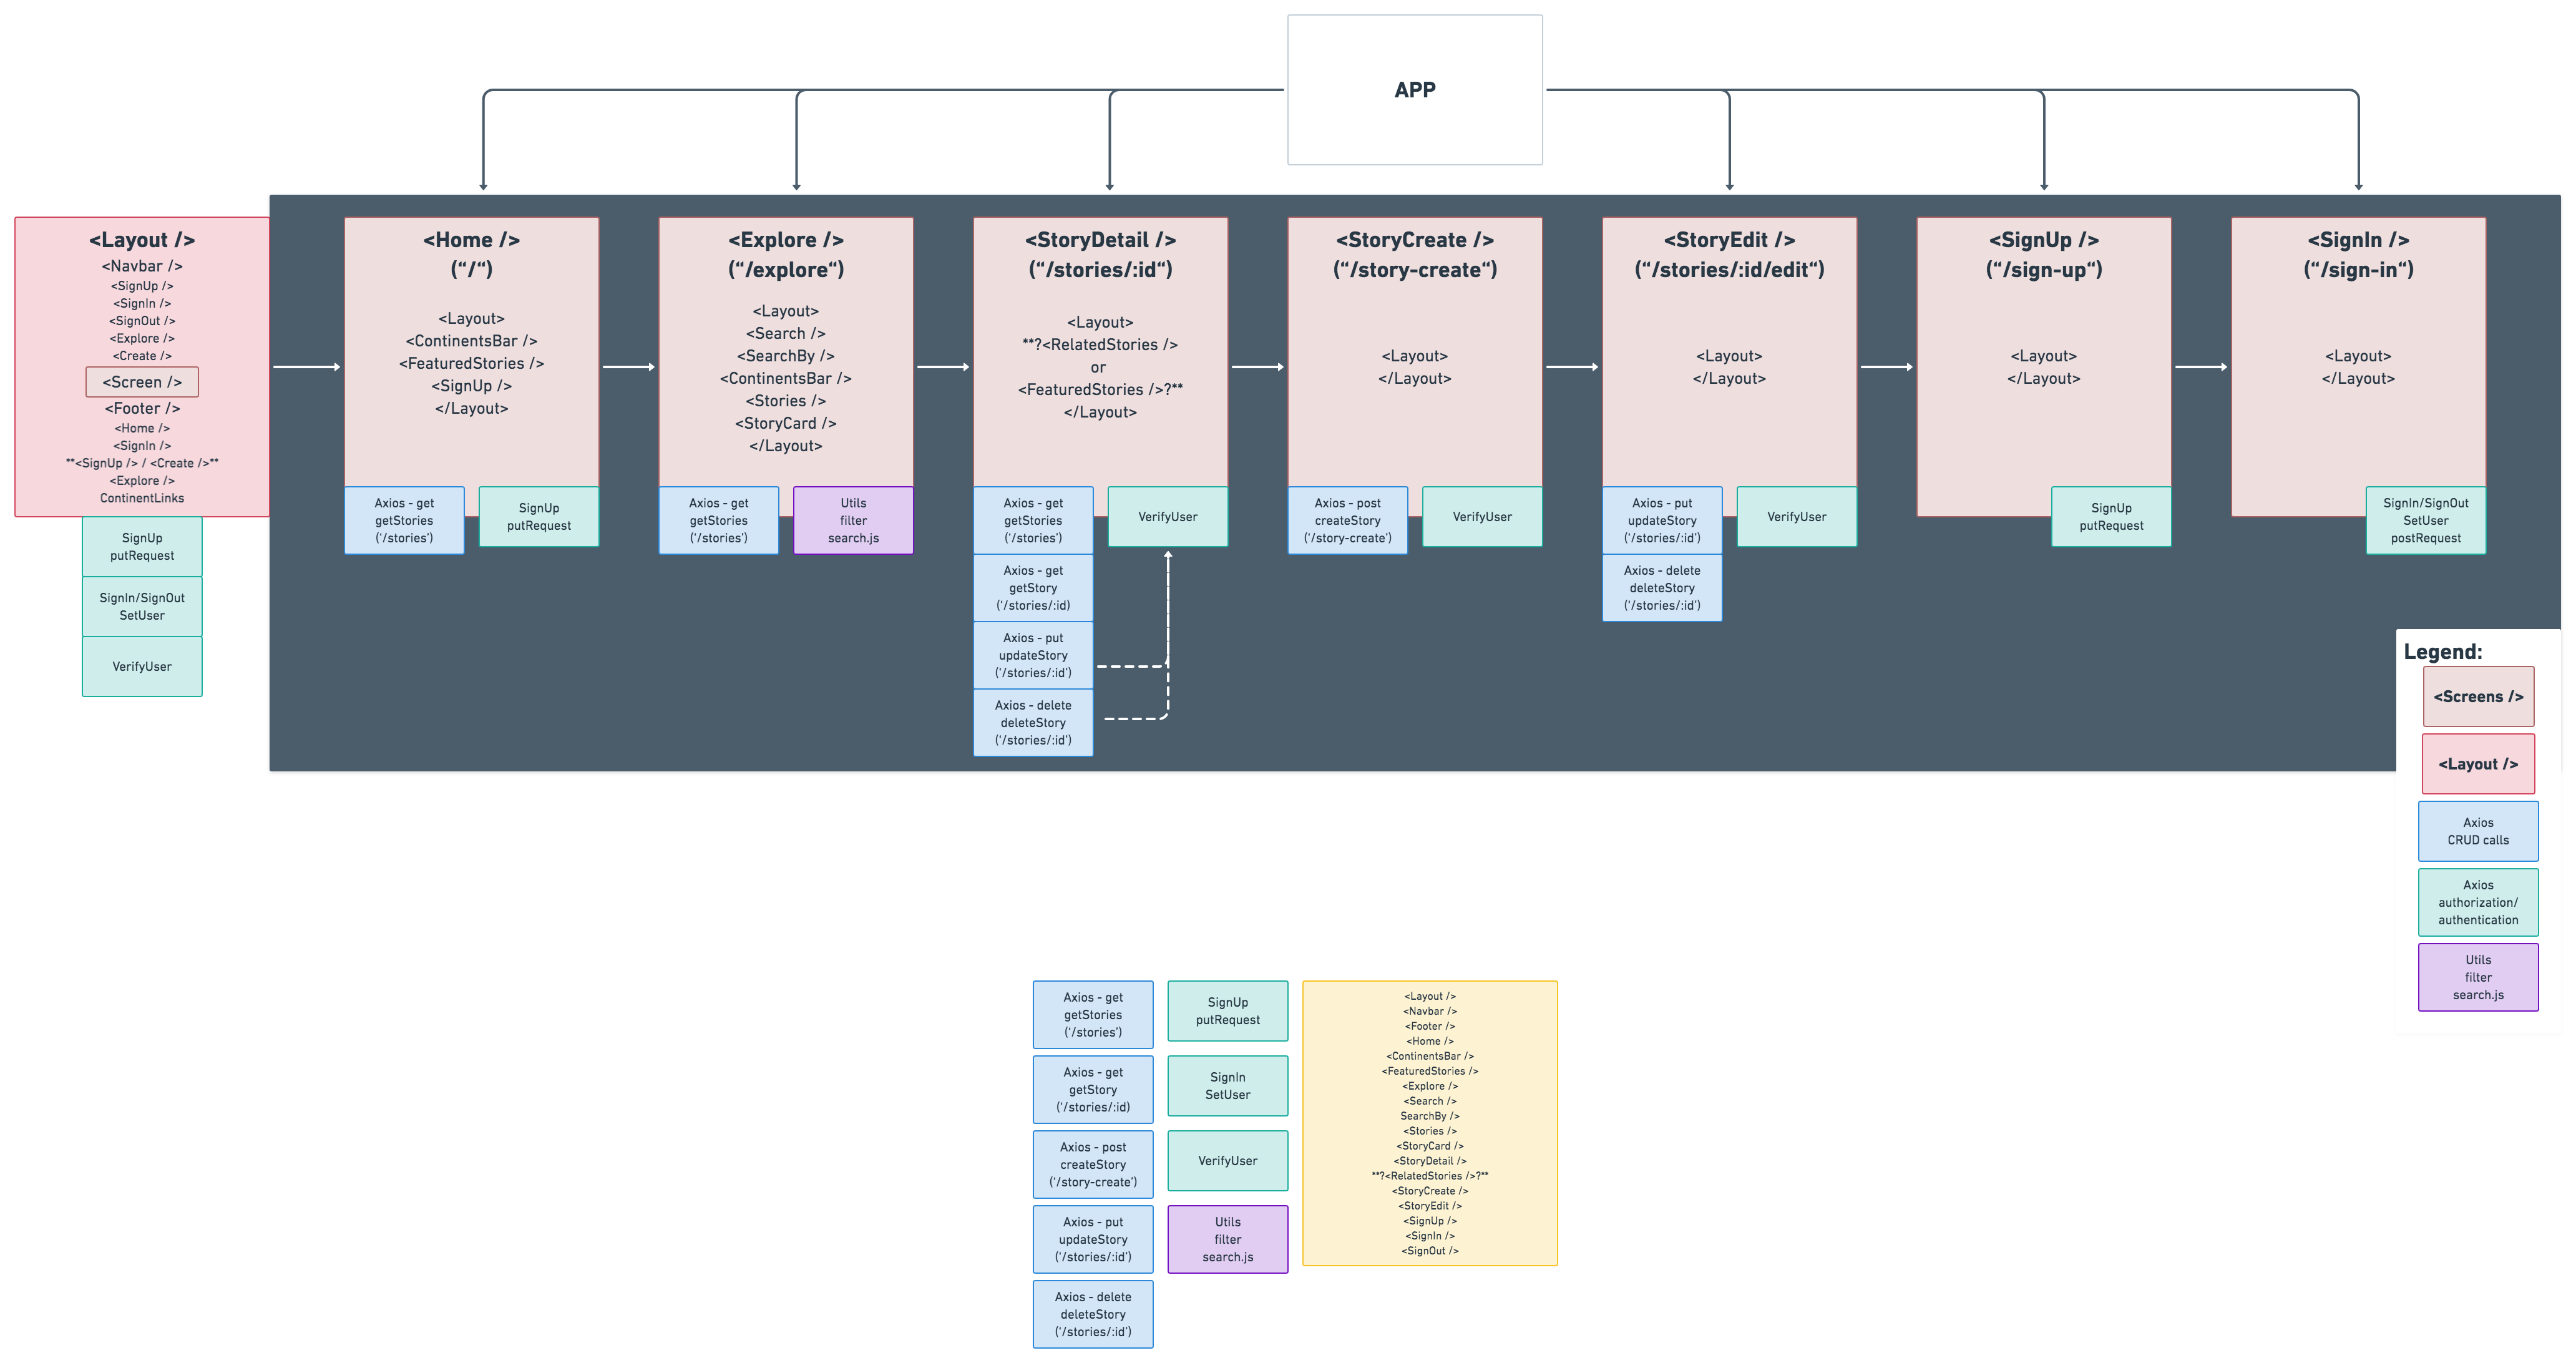 APP
<Layout />
<Navbar />
<SignUp />
<SignIn />
<SignOut />
<Explore />
<Create />
<Screen />
<Footer />
<Home />
<SignIn />
**<SignUp /> / <Create />**
<Explore />
ContinentLinks
SignUp
putRequest
SignIn/SignOut
SetUser
VerifyUser
<Home />
(“/“)
<Layout>
<ContinentsBar />
<FeaturedStories />
<SignUp />
</Layout>
Axios - get
getStories
(‘/stories’)
SignUp
putRequest
<Explore />
(“/explore“)
<Layout>
<Search />
<SearchBy />
<ContinentsBar />
<Stories />
<StoryCard />
</Layout>
Axios - get
getStories
(‘/stories’)
Utils
filter
search.js
<StoryDetail />
(“/stories/:id“)
<Layout>
**?<RelatedStories />
or
<FeaturedStories />?**
</Layout>
Axios - get
getStories
(‘/stories’)
Axios - get
getStory
(‘/stories/:id)
Axios - put
updateStory
(‘/stories/:id’)
Axios - delete
deleteStory
(‘/stories/:id’)
VerifyUser
<StoryCreate />
(“/story-create“)
<Layout>
</Layout>
Axios - post
createStory
(‘/story-create’)
VerifyUser
<StoryEdit />
(“/stories/:id/edit“)
<Layout>
</Layout>
Axios - put
updateStory
(‘/stories/:id’)
Axios - delete
deleteStory
(‘/stories/:id’)
VerifyUser
<SignUp />
(“/sign-up“)
<Layout>
</Layout>
SignUp
putRequest
<SignIn />
(“/sign-in“)
<Layout>
</Layout>
SignIn/SignOut
SetUser
postRequest
Legend:
<Screens />
<Layout />
Axios
CRUD calls
Axios
authorization/
authentication
Utils
filter
search.js
Axios - get
getStories
(‘/stories’)
Axios - get
getStory
(‘/stories/:id)
Axios - post
createStory
(‘/story-create’)
Axios - put
updateStory
(‘/stories/:id’)
Axios - delete
deleteStory
(‘/stories/:id’)
SignUp
putRequest
SignIn
SetUser
VerifyUser
Utils
filter
search.js
<Layout />
<Navbar />
<Footer />
<Home />
<ContinentsBar />
<FeaturedStories />
<Explore />
<Search />
SearchBy />
<Stories />
<StoryCard />
<StoryDetail />
**?<RelatedStories />?**
<StoryCreate />
<StoryEdit />
<SignUp />
<SignIn />
<SignOut />